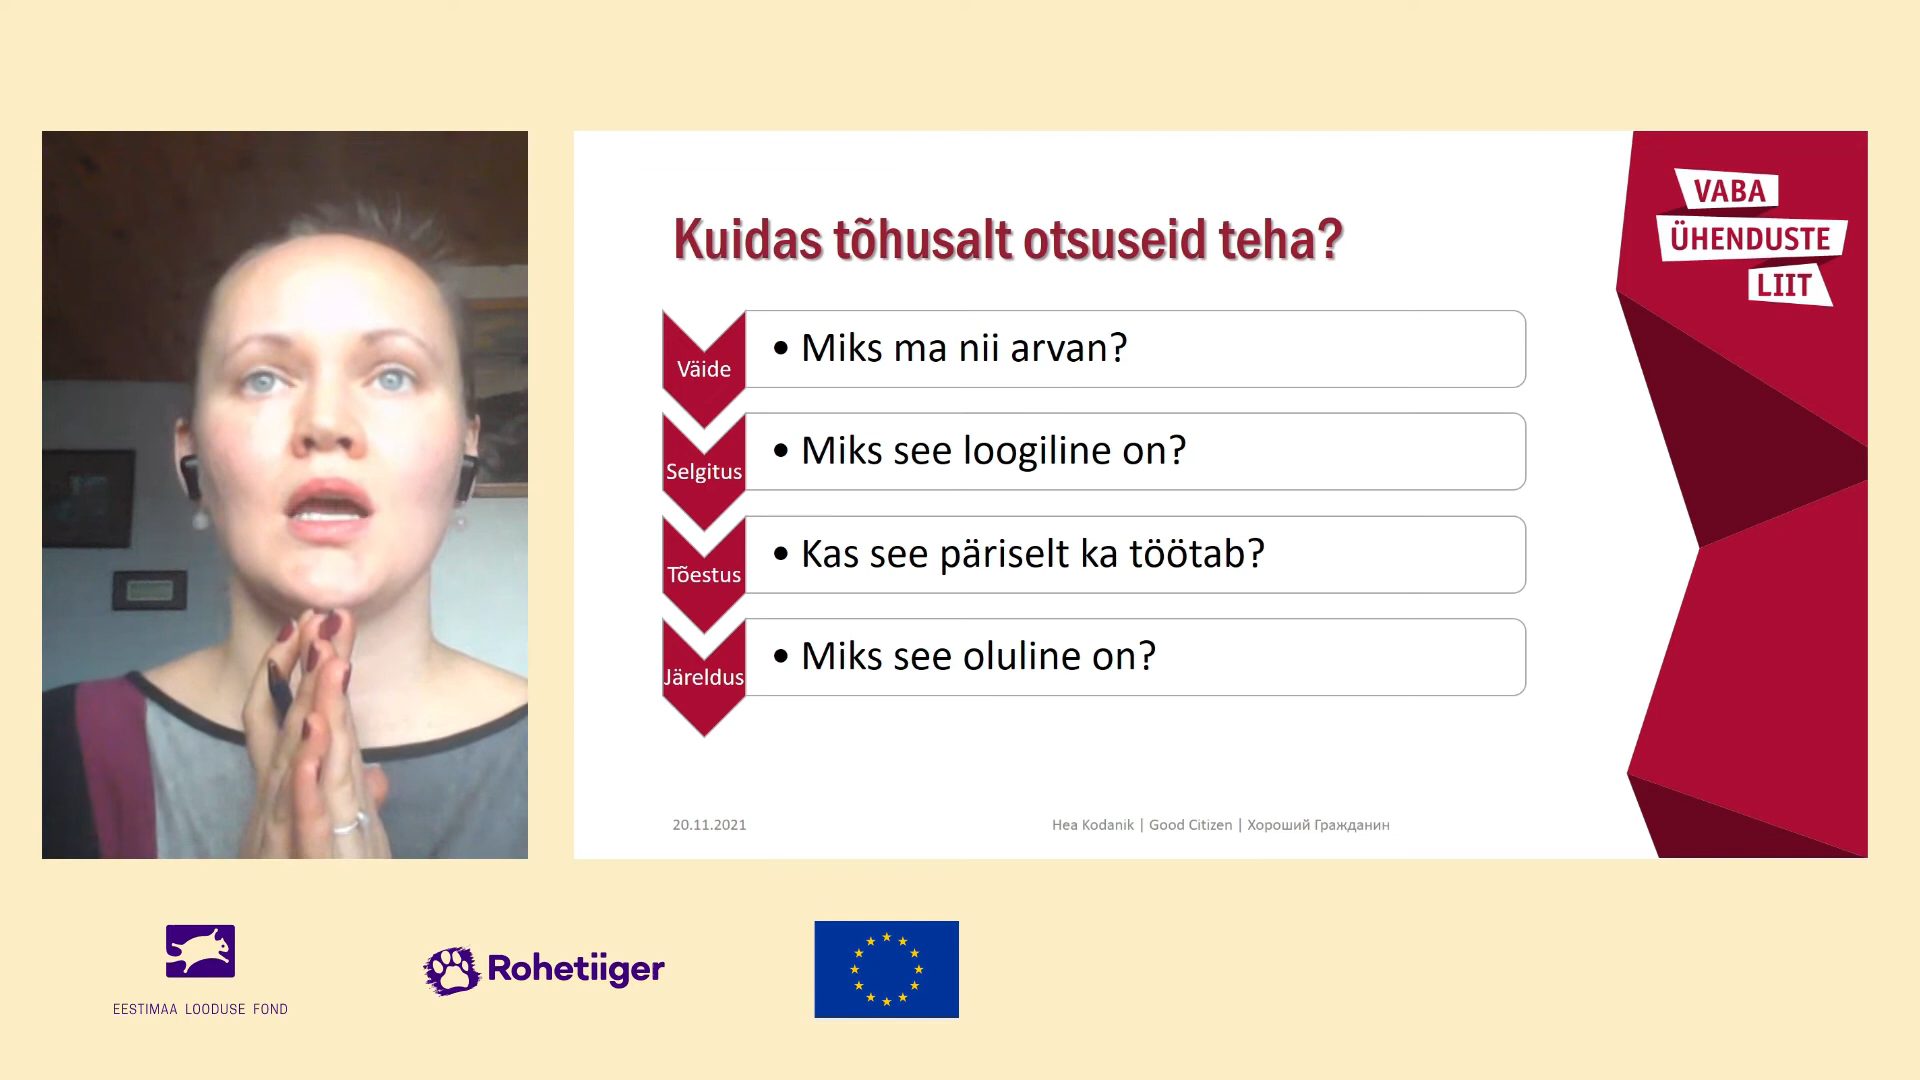 Kuidas tõhusalt otsuseid teha?
Väide
• Miks ma nii arvan?
Selgitus
• Miks see loogiline on?
Tõestus
• Kas see päriselt ka töötab?
Järeldus
• Miks see oluline on?
20.11.2021
Hea Kodanik | Good Citizen | Хороший Гражданин
VABA
ÜHENDUSTE
LIIT
EESTIMAA LOODUSE FOND
Rohetiiger